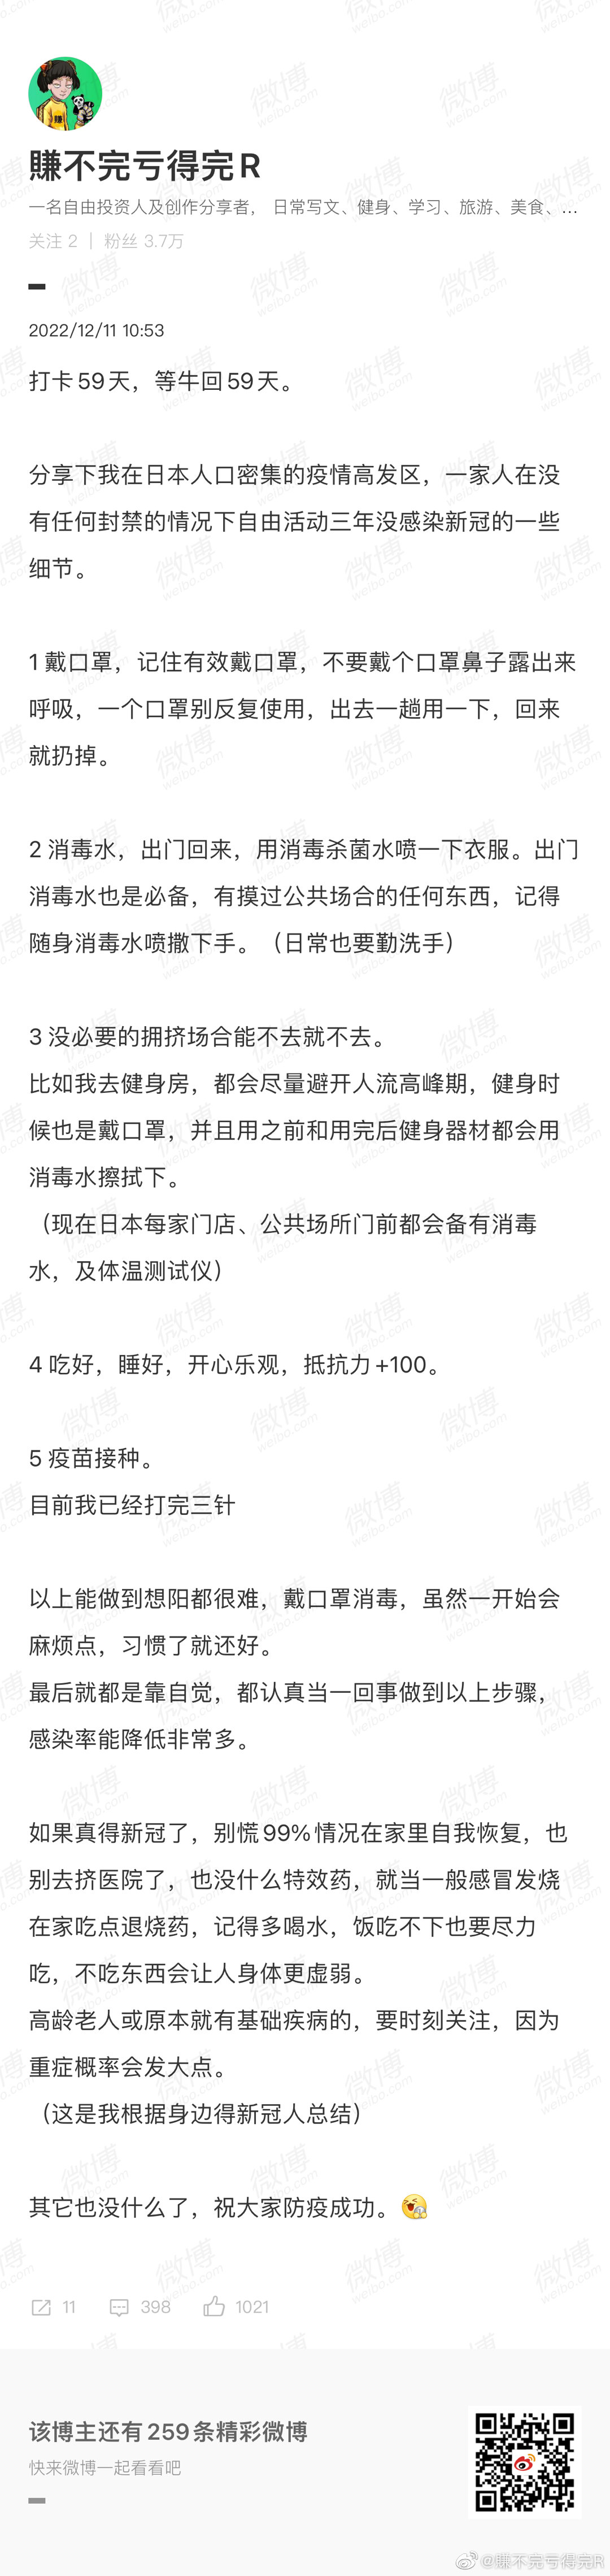 賺不完亏得完R
一名自由投资人及创作分享者， 日常写文、健身、学习、旅游、美食、...
关注 2 | 粉丝 3.7万
2022/12/11 10:53
打卡59天，等牛回59天。
分享下我在日本人口密集的疫情高发区，一家人在没
有任何封禁的情况下自由活动三年没感染新冠的一些
细节。
1 戴口罩，记住有效戴口罩，不要戴个口罩鼻子露出来
呼吸，一个口罩别反复使用，出去一趟用一下，回来
就扔掉。
2 消毒水，出门回来，用消毒杀菌水喷一下衣服。出门
消毒水也是必备，有摸过公共场合的任何东西，记得
随身消毒水喷撒下手。（日常也要勤洗手）
3 没必要的拥挤场合能不去就不去。
比如我去健身房，都会尽量避开人流高峰期，健身时
候也是戴口罩，并且用之前和用完后健身器材都会用
消毒水擦拭下。
（现在日本每家门店、公共场所门前都会备有消毒
水，及体温测试仪）
4 吃好，睡好，开心乐观，抵抗力+100。
5 疫苗接种。
目前我已经打完三针
以上能做到想阳都很难，戴口罩消毒，虽然一开始会
麻烦点，习惯了就还好。
最后就都是靠自觉，都认真当一回事做到以上步骤，
感染率能降低非常多。
如果真得新冠了，别慌99%情况在家里自我恢复，也
别去挤医院了，也没什么特效药，就当一般感冒发烧
在家吃点退烧药，记得多喝水，饭吃不下也要尽力
吃，不吃东西会让人身体更虚弱。
高龄老人或原本就有基础疾病的，要时刻关注，因为
重症概率会发大点。
（这是我根据身边得新冠人总结）
其它也没什么了，祝大家防疫成功。
11 398 1021
该博主还有259条精彩微博
快来微博一起看看吧
@賺不完亏得完R
微博
weibo.com